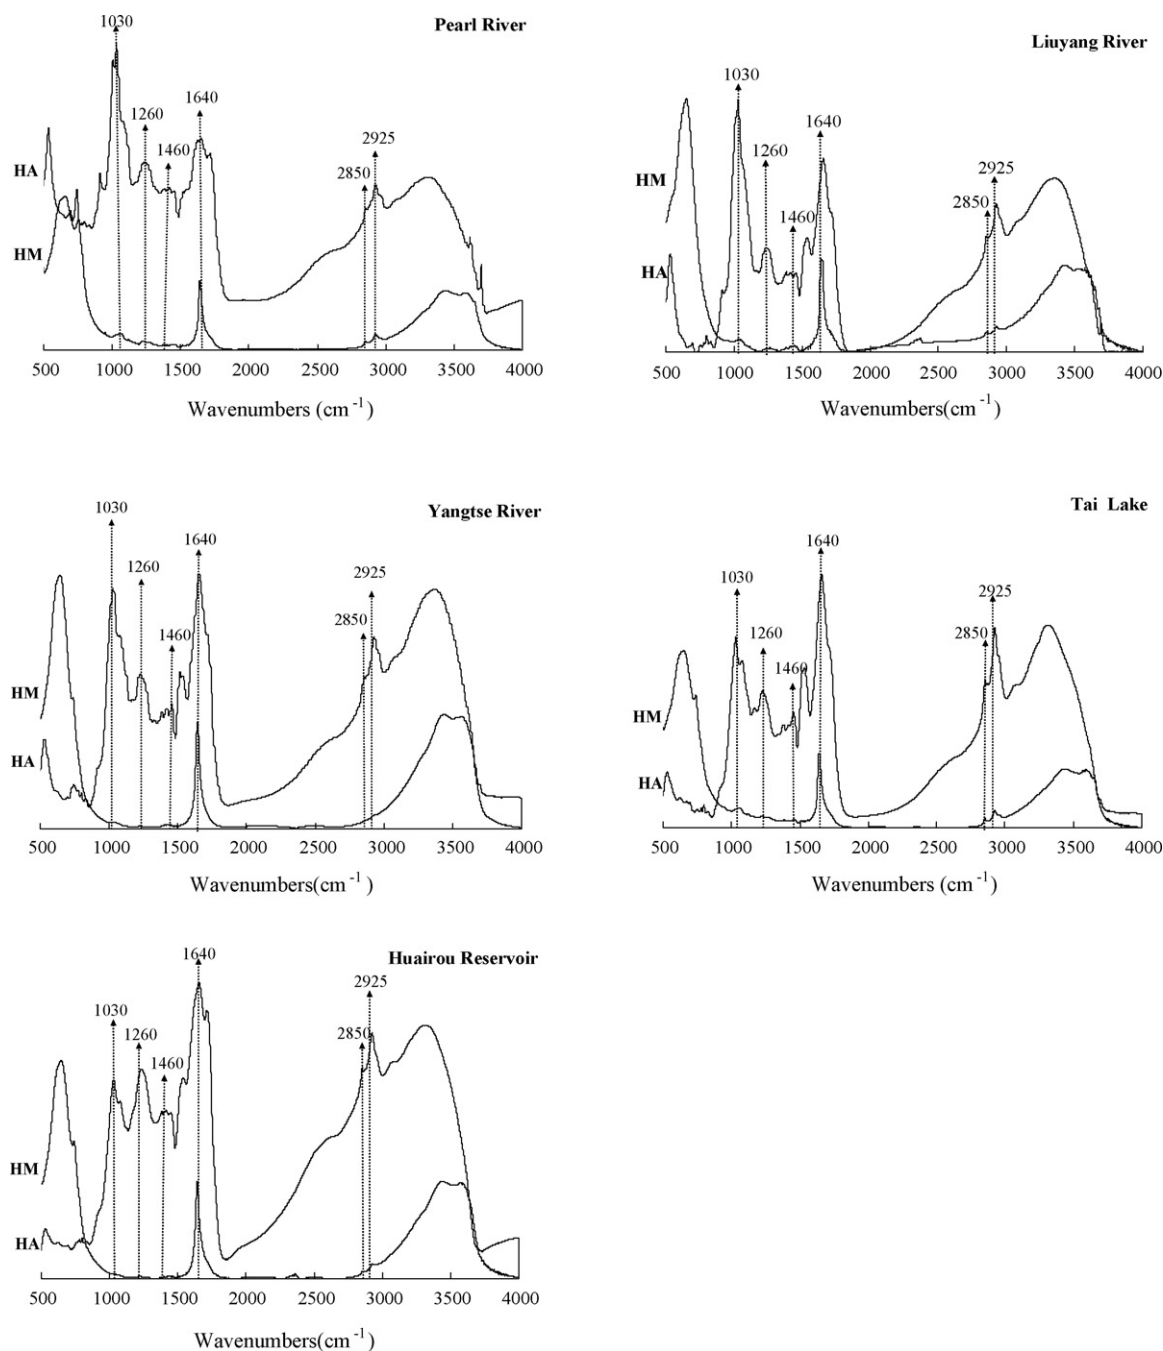 Pearl River
1030
1260
1460
1640
2850
2925
HA
HM
500 1000 1500 2000 2500 3000 3500 4000
Wavenumbers (cm-1)
Liuyang River
1030
1260
1460
1640
2850
2925
HM
HA
500 1000 1500 2000 2500 3000 3500 4000
Wavenumbers(cm-1)
Yangtse River
1030
1260
1460
1640
2850
2925
HM
HA
500 1000 1500 2000 2500 3000 3500 4000
Wavenumbers(cm-1)
Tai Lake
1030
1260
1460
1640
2850
2925
HM
HA
500 1000 1500 2000 2500 3000 3500 4000
Wavenumbers (cm-1)
Huairou Reservoir
1030
1260
1460
1640
2850
2925
HM
HA
500 1000 1500 2000 2500 3000 3500 4000
Wavenumbers(cm-1)